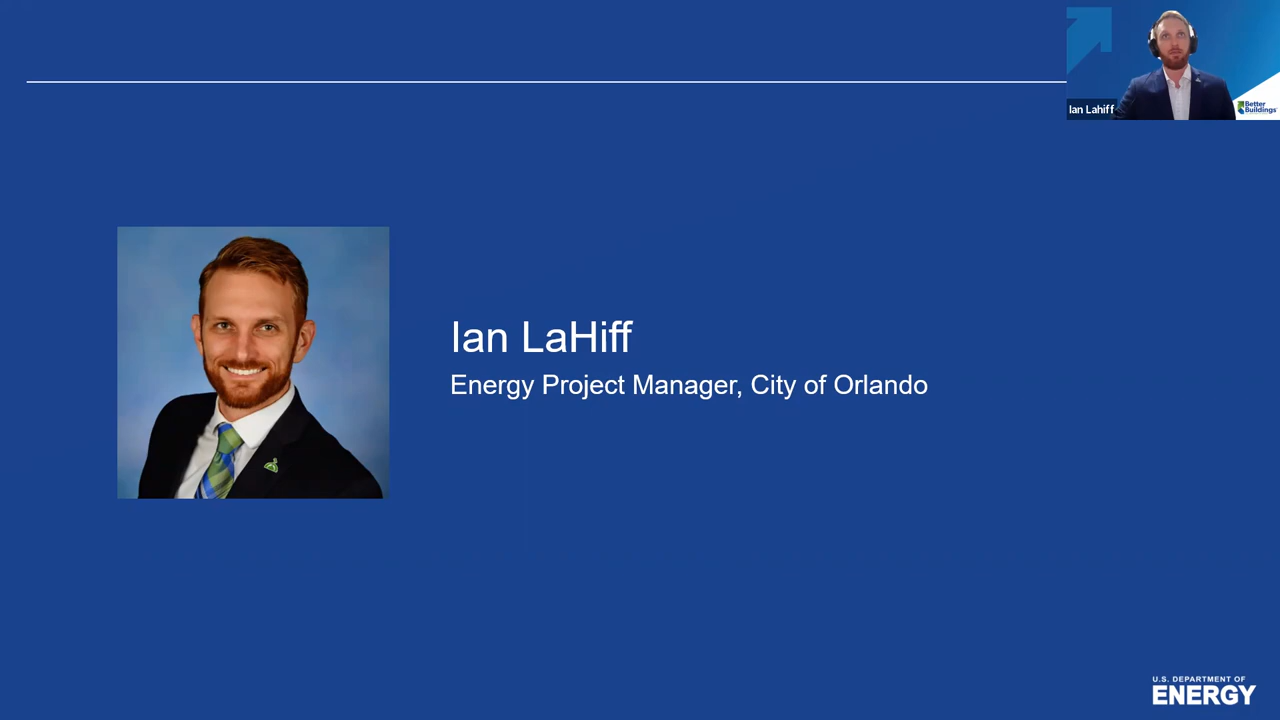 Ian Lahiff
Better
Buildings
Ian LaHiff
Energy Project Manager, City of Orlando
U.S. DEPARTMENT OF
ENERGY